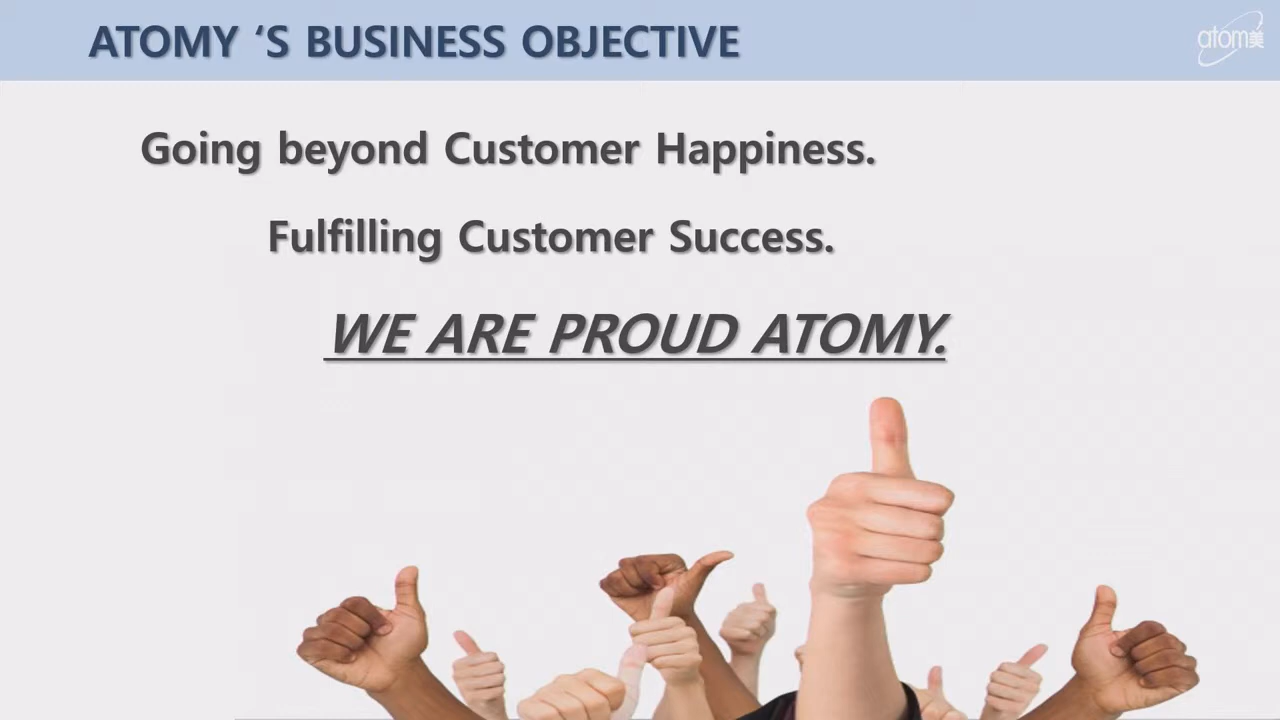 ATOMY ‘S BUSINESS OBJECTIVE
atom美
Going beyond Customer Happiness.
Fulfilling Customer Success.
WE ARE PROUD ATOMY.